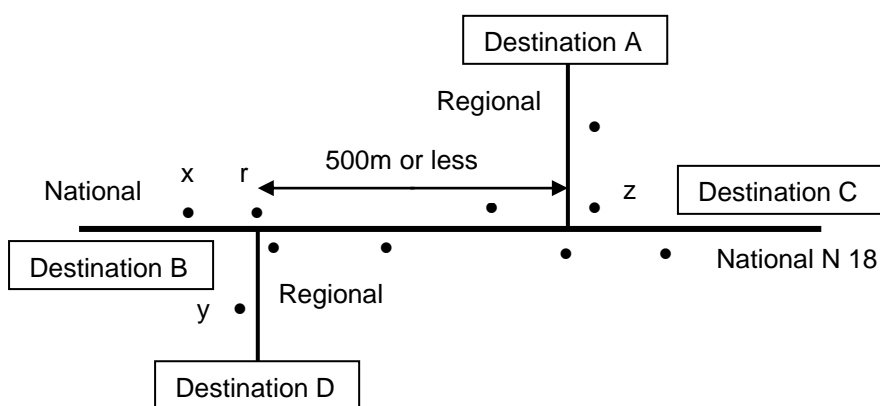 Destination A
Regional
500m or less
x r
z
National
Destination C
Destination B
National N 18
Regional
y
Destination D